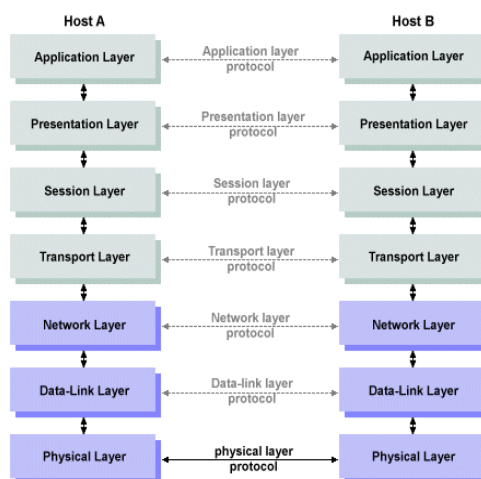 Host A Host B
Application Layer Application layer Application Layer
protocol
Presentation Layer Presentation layer Presentation Layer
protocol
Session Layer Session layer Session Layer
protocol
Transport Layer Transport layer Transport Layer
protocol
Network Layer Network layer Network Layer
protocol
Data-Link Layer Data-link layer Data-Link Layer
protocol
Physical Layer physical layer Physical Layer
protocol